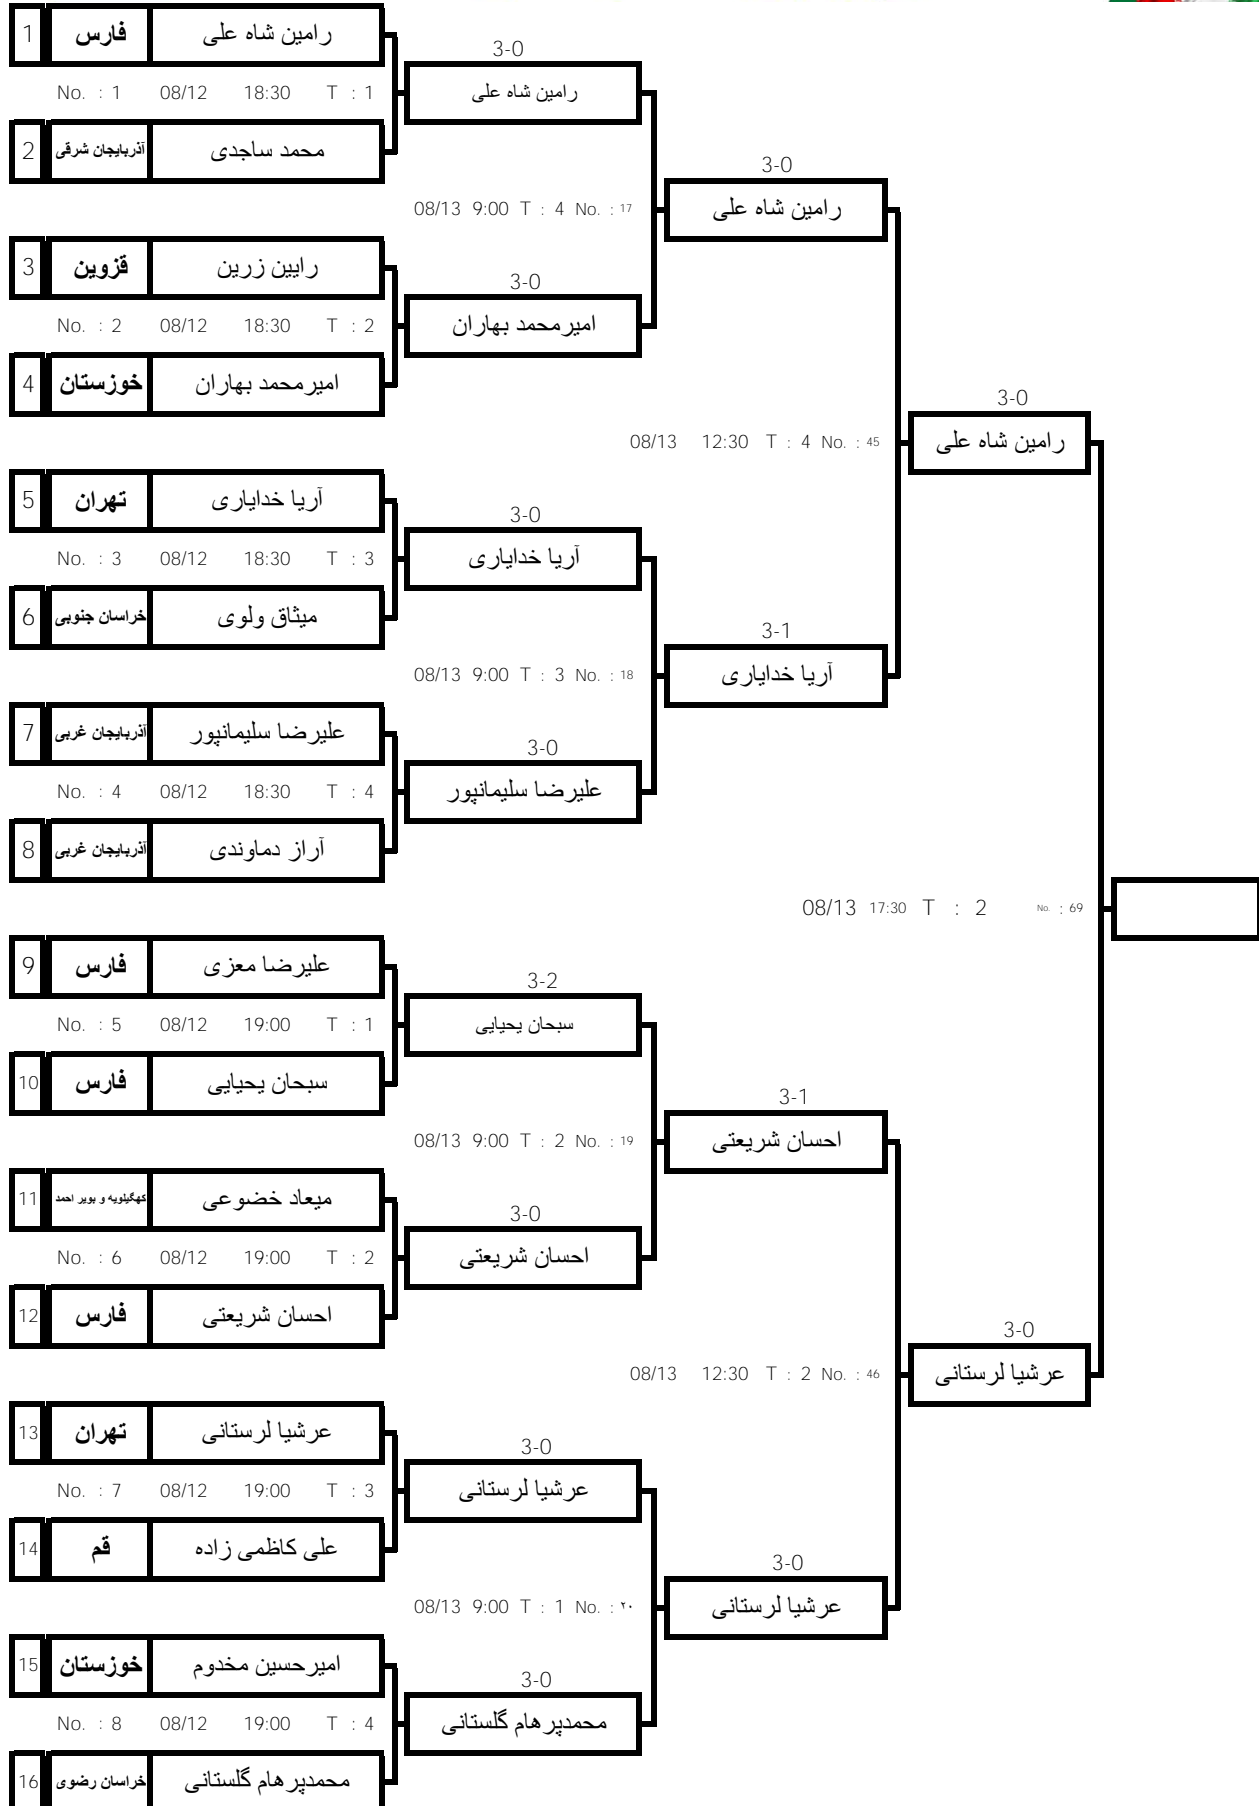 1 فارس رامین شاه علی
3-0
رامین شاه علی
No. : 1 08/12 18:30 T : 1
2 آذربایجان شرقی محمد ساجدی
3-0
رامین شاه علی
08/13 9:00 T : 4 No. : 17
3 قزوین رایین زرین
3-0
امیرمحمد بهاران
No. : 2 08/12 18:30 T : 2
4 خوزستان امیرمحمد بهاران
3-0
رامین شاه علی
08/13 12:30 T : 4 No. : 45
5 تهران آریا خدایاری
3-0
آریا خدایاری
No. : 3 08/12 18:30 T : 3
6 خراسان جنوبی میثاق ولوی
3-1
آریا خدایاری
08/13 9:00 T : 3 No. : 18
7 آذربایجان غربی علیرضا سلیمانپور
3-0
علیرضا سلیمانپور
No. : 4 08/12 18:30 T : 4
8 آذربایجان غربی آراز دماوندی
08/13 17:30 T : 2 No. : 69
9 فارس علیرضا معزی
3-2
سبحان یحیایی
No. : 5 08/12 19:00 T : 1
10 فارس سبحان یحیایی
3-1
احسان شریعتی
08/13 9:00 T : 2 No. : 19
11 کهگیلویه و بویر احمد میعاد خضوعی
3-0
احسان شریعتی
No. : 6 08/12 19:00 T : 2
12 فارس احسان شریعتی
3-0
عرشیا لرستانی
08/13 12:30 T : 2 No. : 46
13 تهران عرشیا لرستانی
3-0
عرشیا لرستانی
No. : 7 08/12 19:00 T : 3
14 قم علی کاظمی زاده
3-0
عرشیا لرستانی
08/13 9:00 T : 1 No. : ۲۰
15 خوزستان امیرحسین مخدوم
3-0
محمدپرهام گلستانی
No. : 8 08/12 19:00 T : 4
16 خراسان رضوی محمدپرهام گلستانی